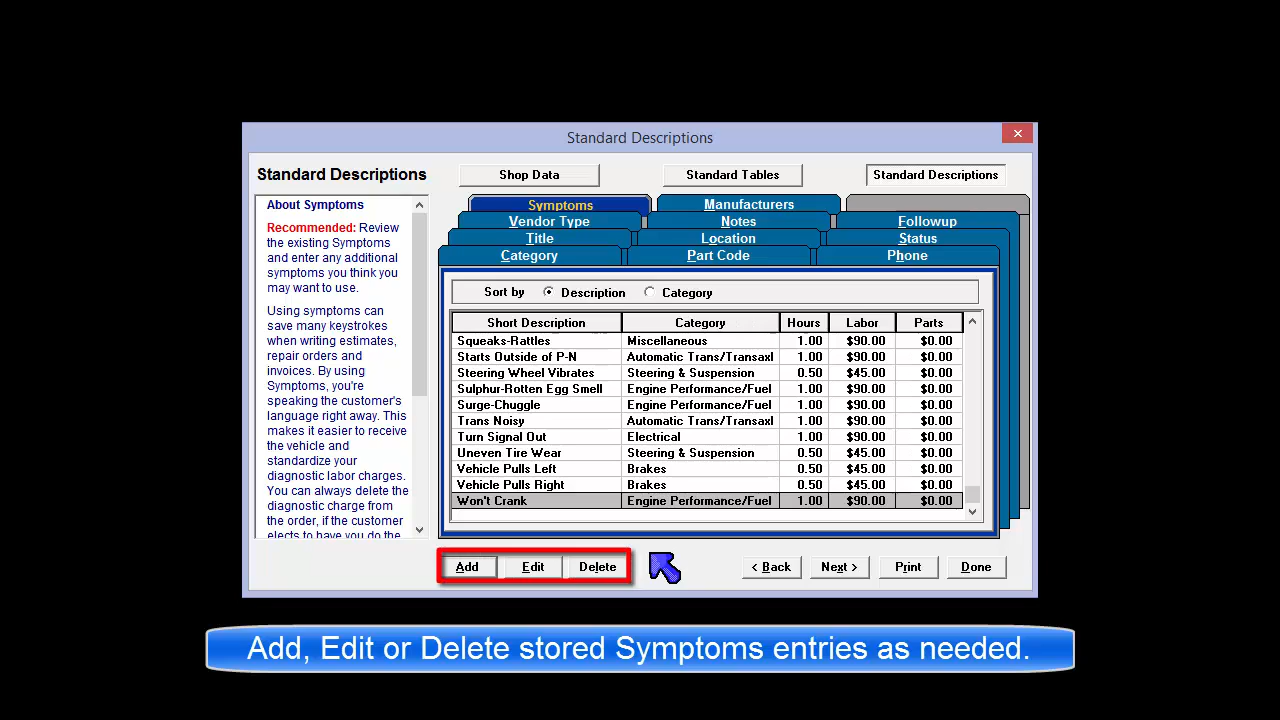 Standard Descriptions
Standard Descriptions
Shop Data
Standard Tables
Standard Descriptions
About Symptoms
Recommended: Review
the existing Symptoms
and enter any additional
symptoms you think you
may want to use.
Using symptoms can
save many keystrokes
when writing estimates,
repair orders and
invoices. By using
Symptoms, you're
speaking the customer's
language right away. This
makes it easier to receive
the vehicle and
standardize your
diagnostic labor charges.
You can always delete the
diagnostic charge from
the order, if the customer
elects to have you do the
Symptoms Manufacturers
Vendor Type Notes Followup
Title Location Status
Category Part Code Phone
Sort by Description Category
Short Description Category Hours Labor Parts
Squeaks-Rattles Miscellaneous 1.00 $90.00 $0.00
Starts Outside of P-N Automatic Trans/Transaxl 1.00 $90.00 $0.00
Steering Wheel Vibrates Steering & Suspension 0.50 $45.00 $0.00
Sulphur-Rotten Egg Smell Engine Performance/Fuel 1.00 $90.00 $0.00
Surge-Chuggle Engine Performance/Fuel 1.00 $90.00 $0.00
Trans Noisy Automatic Trans/Transaxl 1.00 $90.00 $0.00
Turn Signal Out Electrical 1.00 $90.00 $0.00
Uneven Tire Wear Steering & Suspension 0.50 $45.00 $0.00
Vehicle Pulls Left Brakes 0.50 $45.00 $0.00
Vehicle Pulls Right Brakes 0.50 $45.00 $0.00
Won't Crank Engine Performance/Fuel 1.00 $90.00 $0.00
Add Edit Delete < Back Next > Print Done
Add, Edit or Delete stored Symptoms entries as needed.